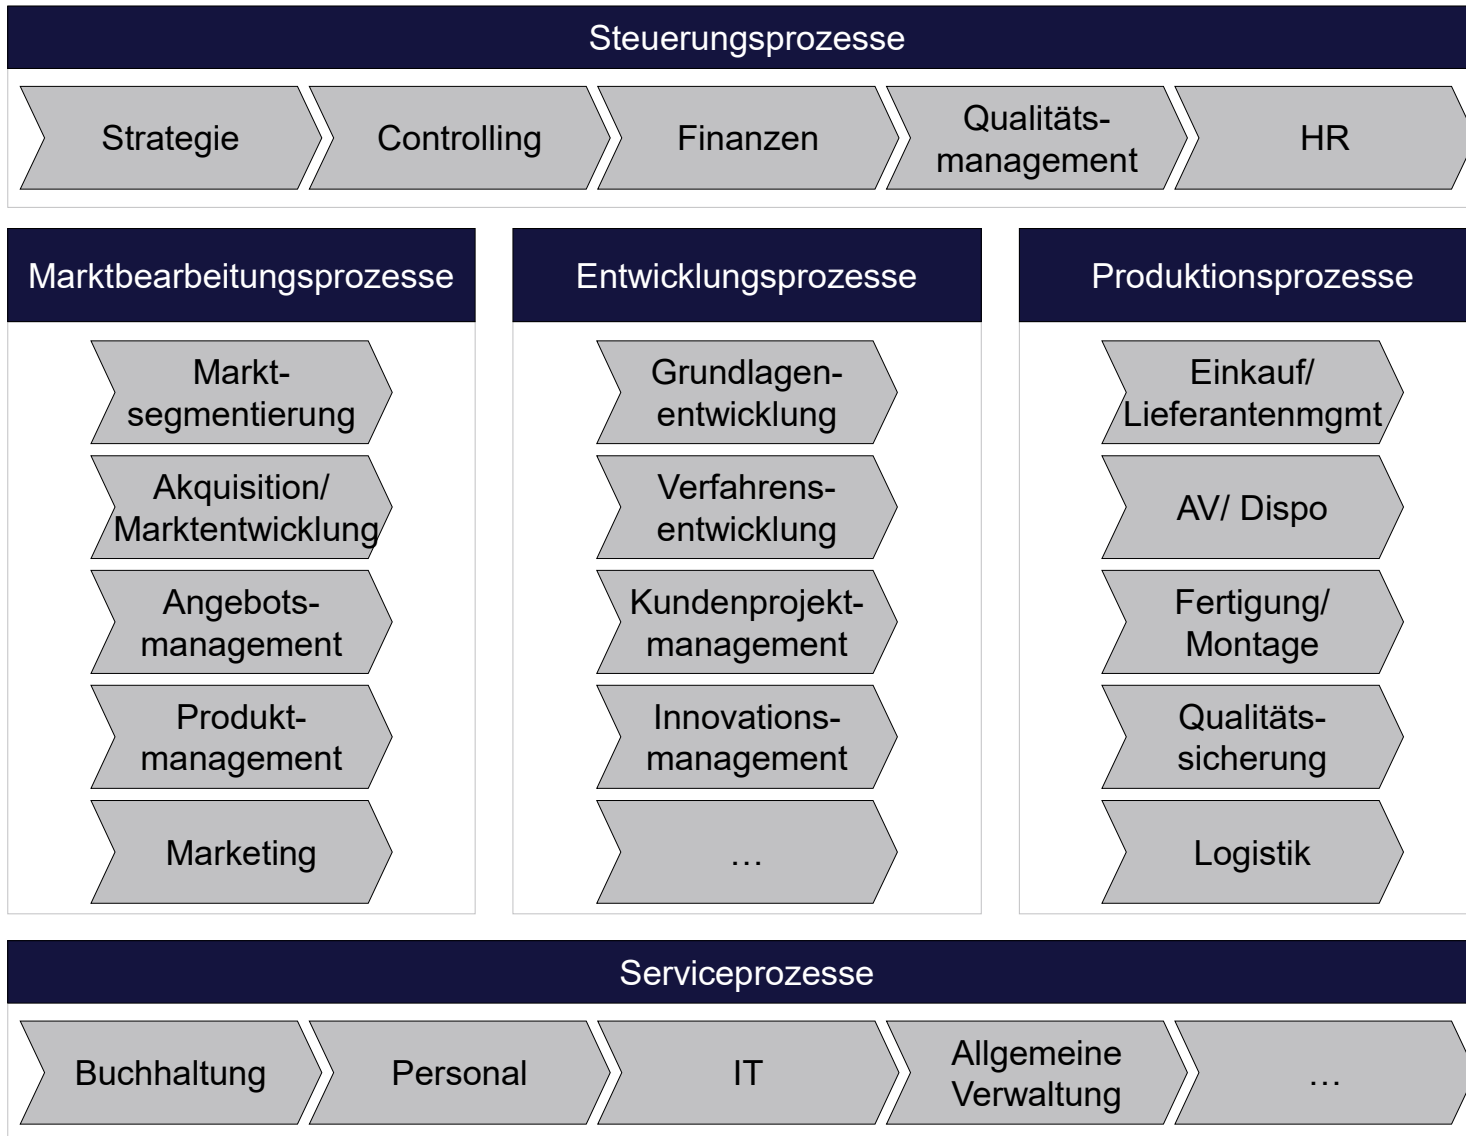 Steuerungsprozesse
Strategie
Controlling
Finanzen
Qualitäts-
management
HR
Marktbearbeitungsprozesse
Markt-
segmentierung
Akquisition/
Marktentwicklung
Angebots-
management
Produkt-
management
Marketing
Entwicklungsprozesse
Grundlagen-
entwicklung
Verfahrens-
entwicklung
Kundenprojekt-
management
Innovations-
management
…
Produktionsprozesse
Einkauf/
Lieferantenmgmt
AV/ Dispo
Fertigung/
Montage
Qualitäts-
sicherung
Logistik
Serviceprozesse
Buchhaltung
Personal
IT
Allgemeine
Verwaltung
…